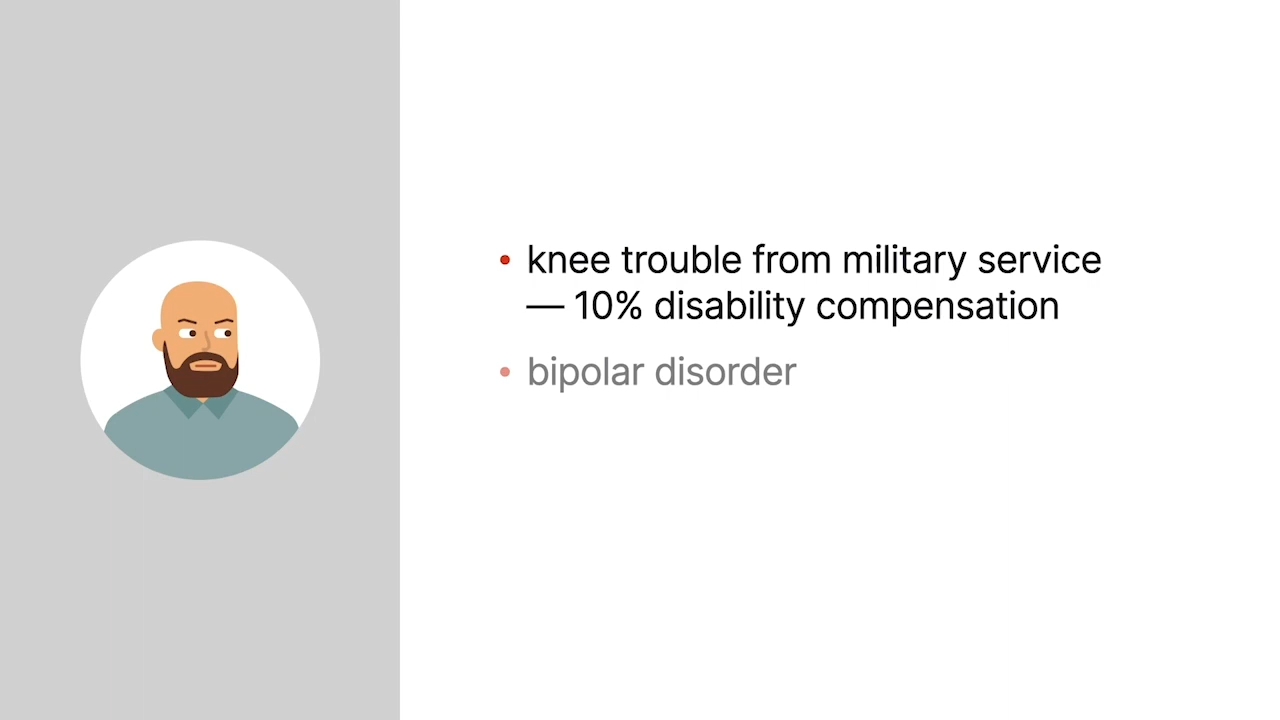 • knee trouble from military service
— 10% disability compensation
• bipolar disorder